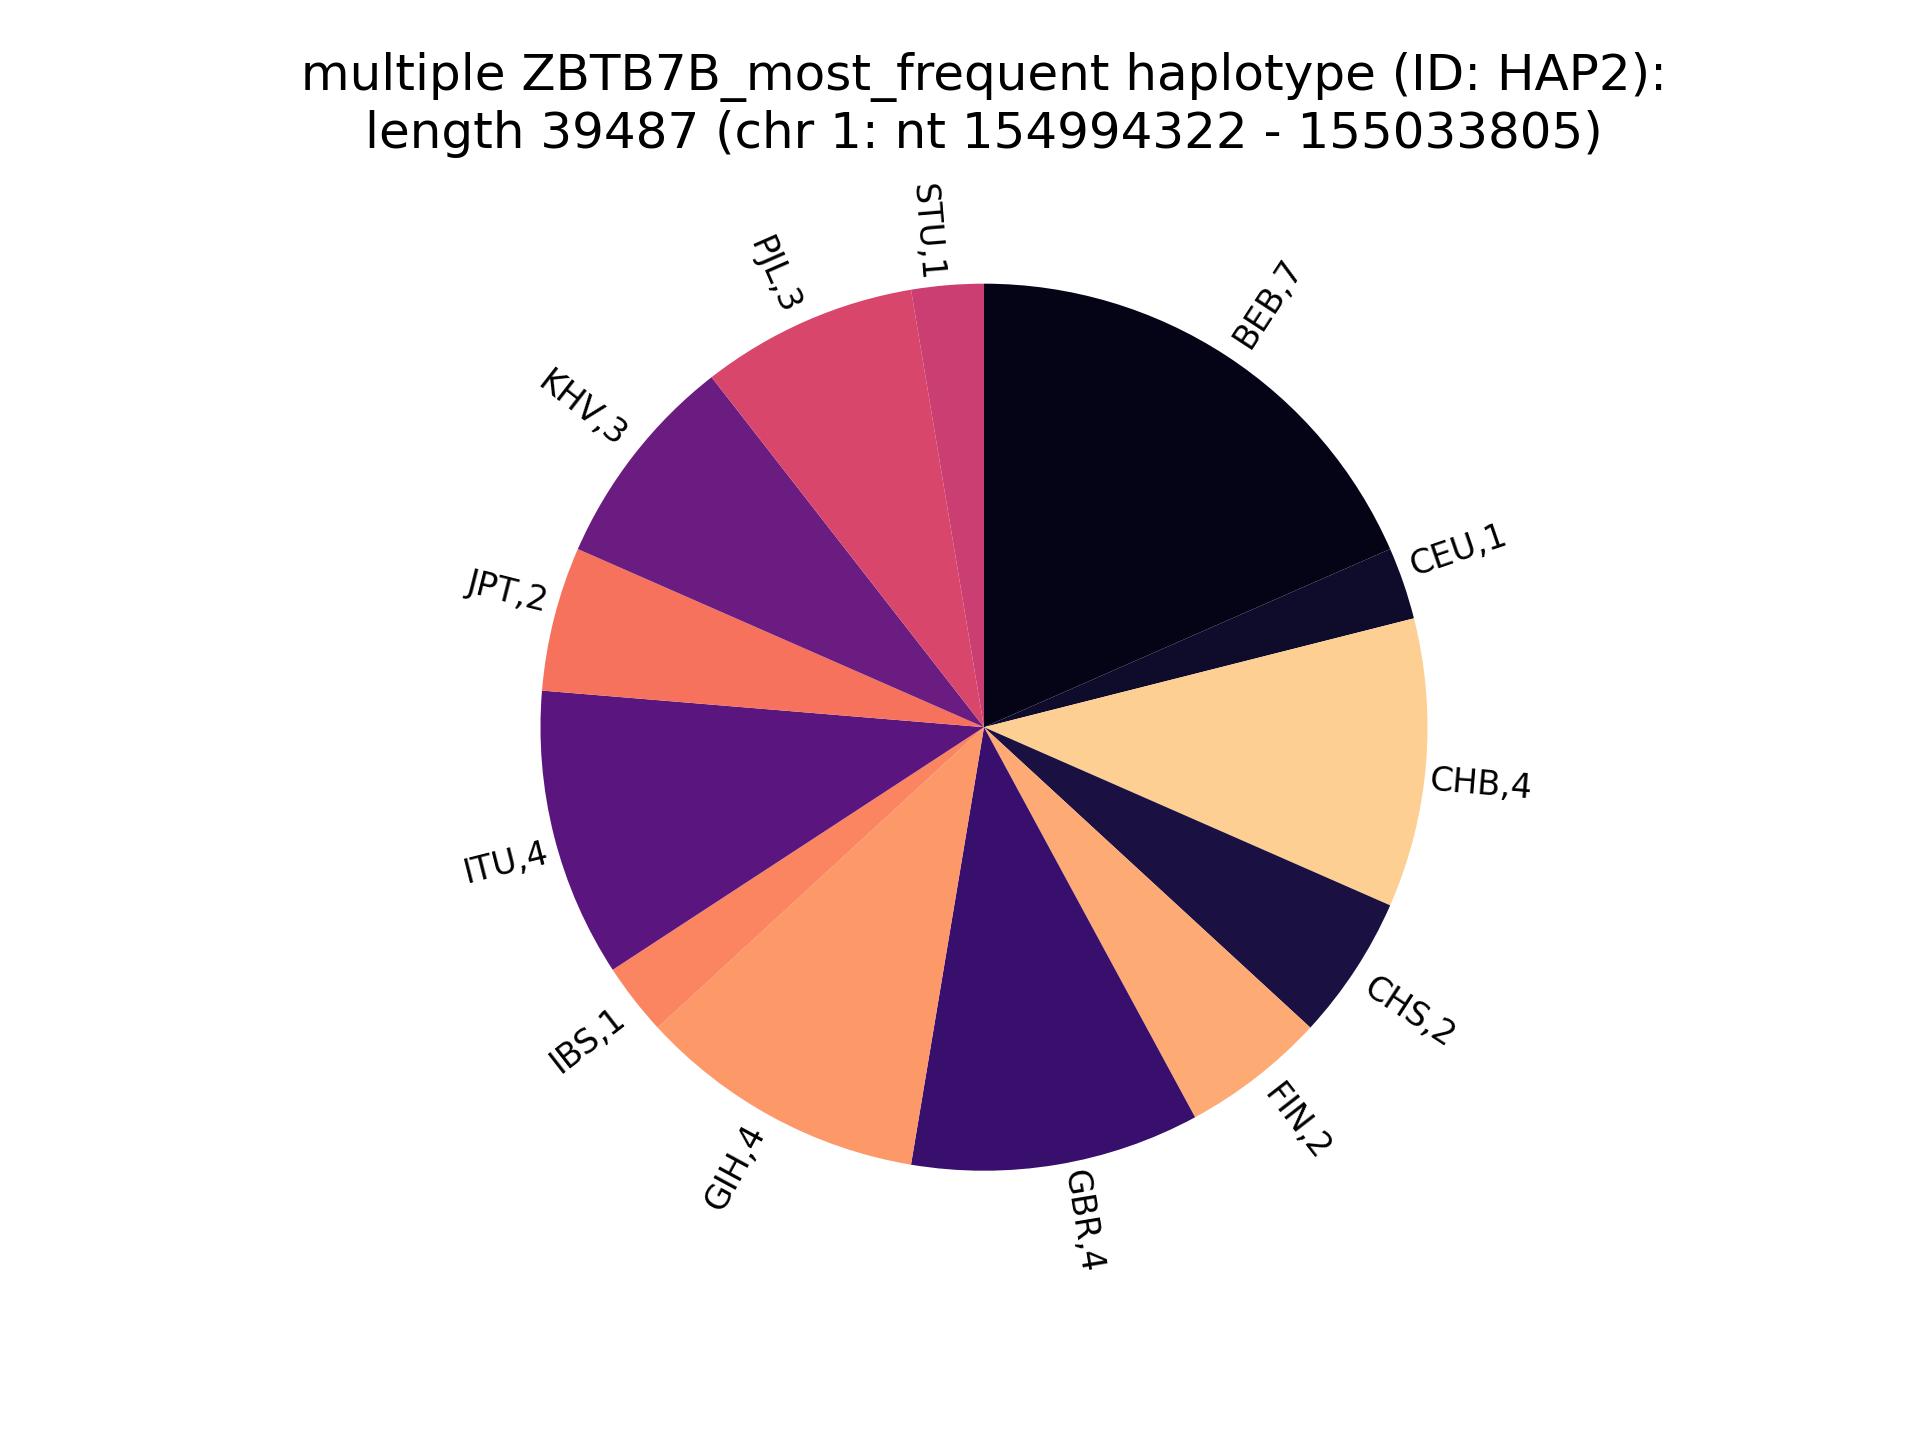 multiple ZBTB7B_most_frequent haplotype (ID: HAP2):
length 39487 (chr 1: nt 154994322 - 155033805)
STU,1
BEB,7
PJL,3
KHV,3
CEU,1
JPT,2
CHB,4
ITU,4
CHS,2
IBS,1
FIN,2
GIH,4
GBR,4